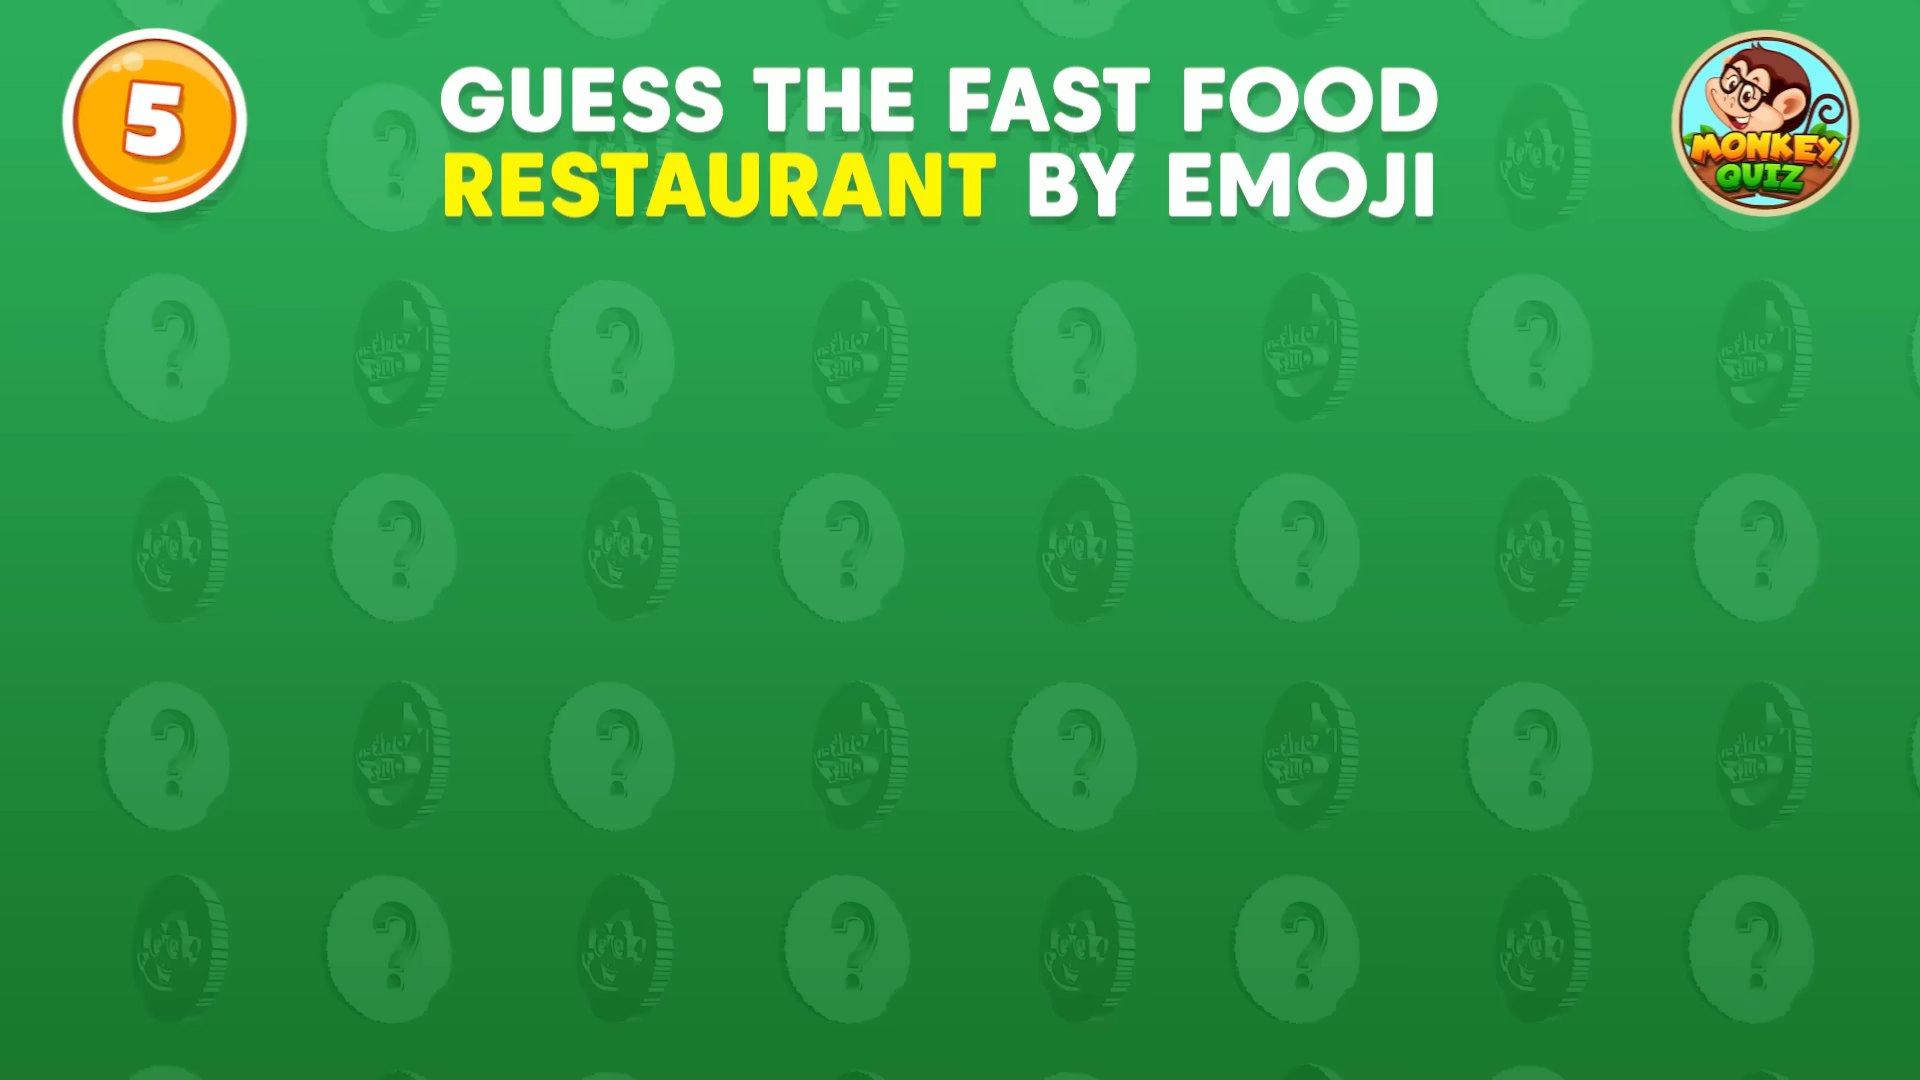 5
GUESS THE FAST FOOD
RESTAURANT BY EMOJI
MONKEY
QUIZ